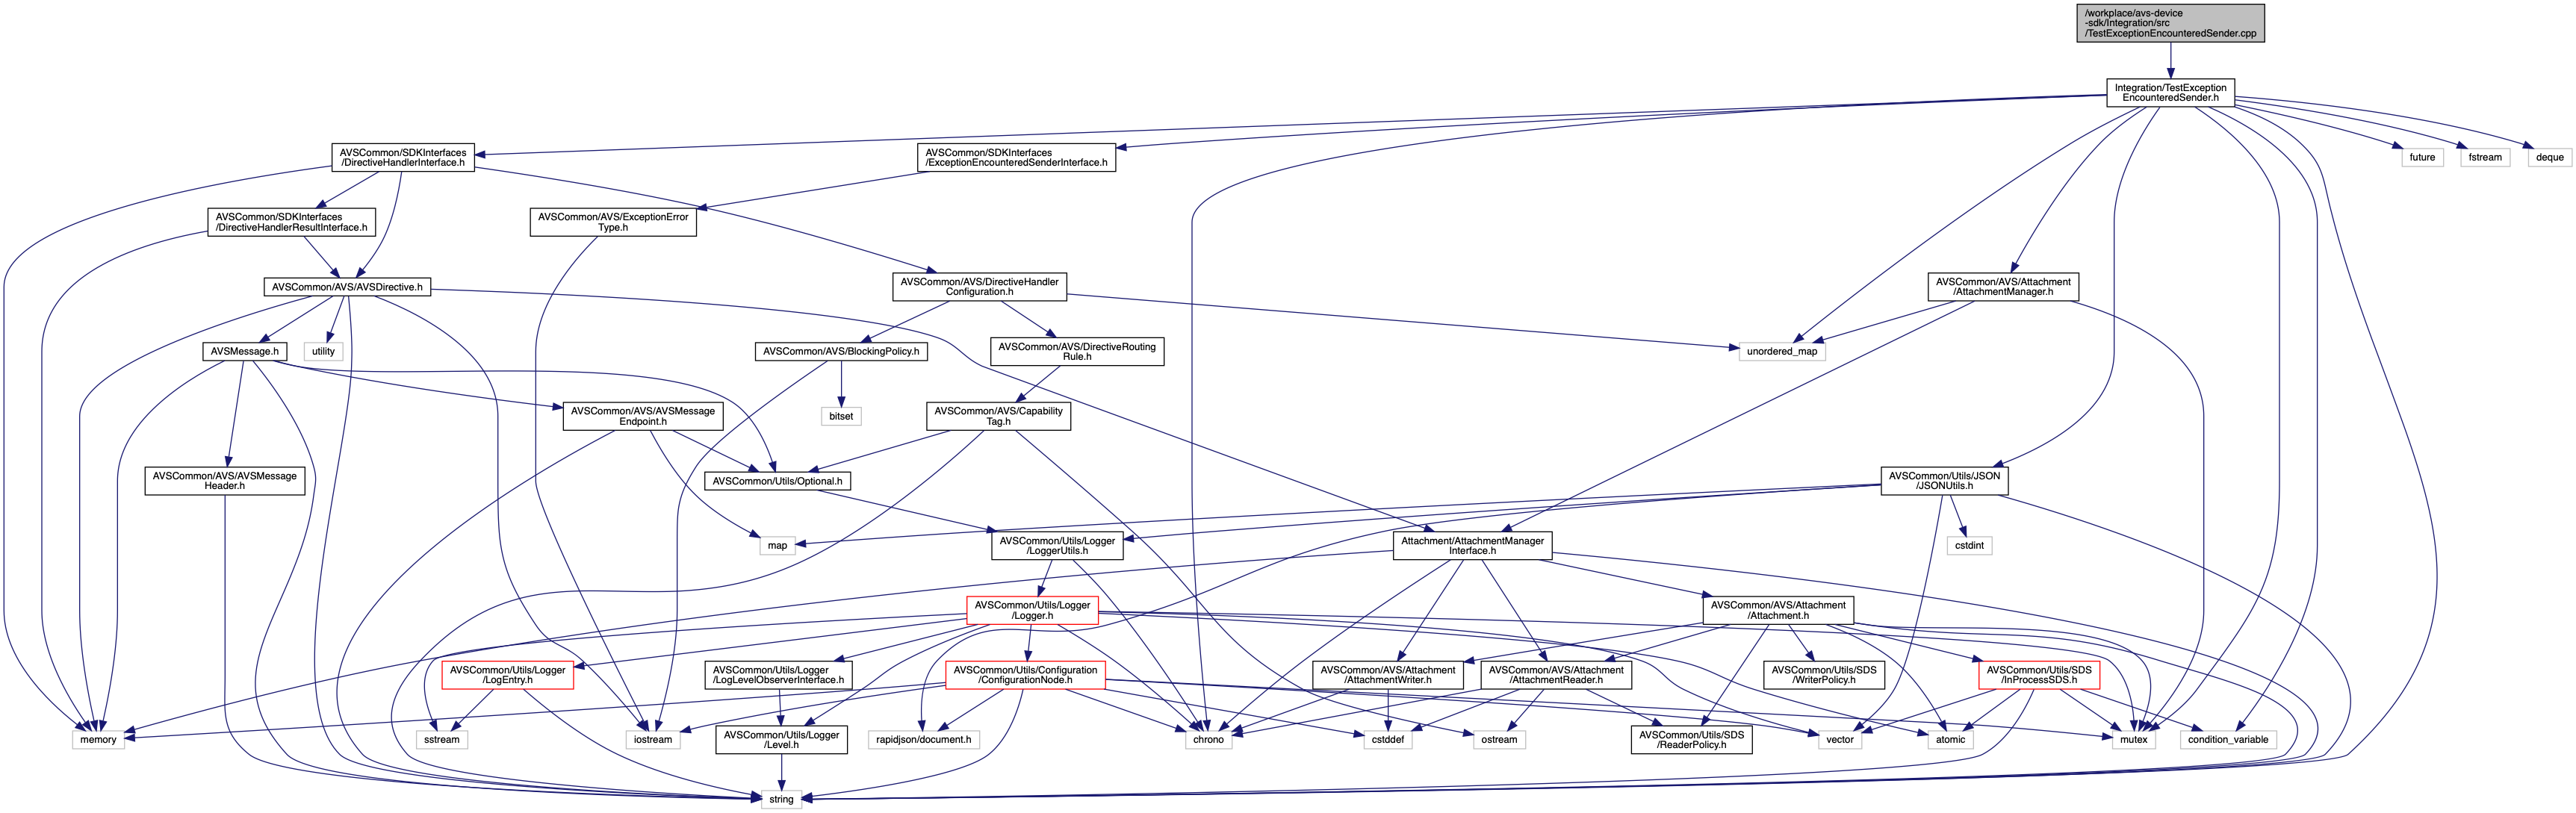 /workplace/avs-device
-sdk/Integration/src
/TestExceptionEncounteredSender.cpp
Integration/TestException
EncounteredSender.h
AVSCommon/SDKInterfaces
/DirectiveHandlerInterface.h
AVSCommon/SDKInterfaces
/ExceptionEncounteredSenderInterface.h
future
fstream
deque
AVSCommon/SDKInterfaces
/DirectiveHandlerResultInterface.h
AVSCommon/AVS/ExceptionError
Type.h
AVSCommon/AVS/AVSDirective.h
AVSCommon/AVS/DirectiveHandler
Configuration.h
AVSCommon/AVS/Attachment
/AttachmentManager.h
AVSMessage.h
utility
AVSCommon/AVS/BlockingPolicy.h
AVSCommon/AVS/DirectiveRouting
Rule.h
unordered_map
AVSCommon/AVS/AVSMessage
Endpoint.h
bitset
AVSCommon/AVS/Capability
Tag.h
AVSCommon/AVS/AVSMessage
Header.h
AVSCommon/Utils/Optional.h
AVSCommon/Utils/JSON
/JSONUtils.h
map
AVSCommon/Utils/Logger
/LoggerUtils.h
Attachment/AttachmentManager
Interface.h
cstdint
AVSCommon/Utils/Logger
/Logger.h
AVSCommon/AVS/Attachment
/Attachment.h
AVSCommon/Utils/Logger
/LogEntry.h
AVSCommon/Utils/Logger
/LogLevelObserverInterface.h
AVSCommon/Utils/Configuration
/ConfigurationNode.h
AVSCommon/AVS/Attachment
/AttachmentWriter.h
AVSCommon/AVS/Attachment
/AttachmentReader.h
AVSCommon/Utils/SDS
/WriterPolicy.h
AVSCommon/Utils/SDS
/InProcessSDS.h
memory
sstream
iostream
AVSCommon/Utils/Logger
/Level.h
rapidjson/document.h
chrono
cstddef
ostream
AVSCommon/Utils/SDS
/ReaderPolicy.h
vector
atomic
mutex
condition_variable
string